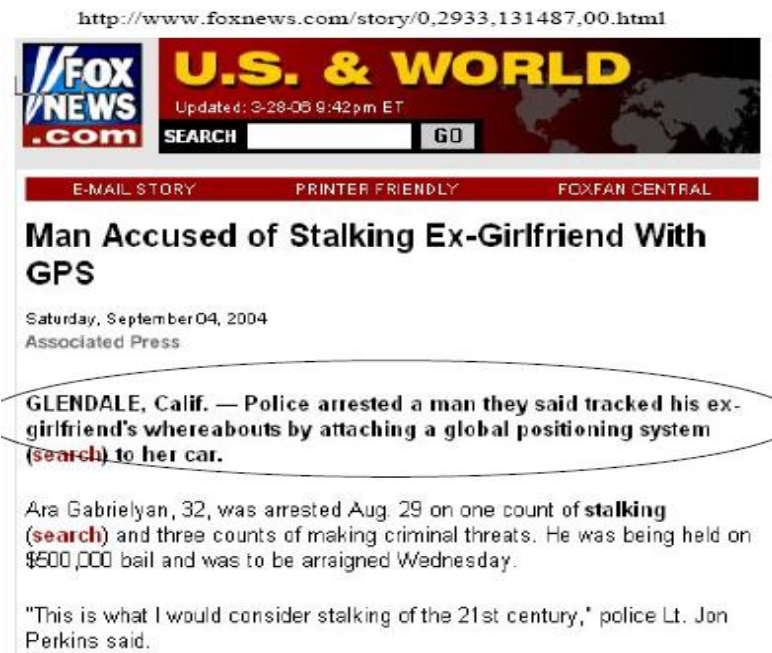 http://www.foxnews.com/story/0,2933,131487,00.html
FOX
NEWS
.com
U.S. & WORLD
Updated: 3-28-06 9:42pm ET
SEARCH GO
E-MAIL STORY PRINTER FRIENDLY FOXFAN CENTRAL
Man Accused of Stalking Ex-Girlfriend With
GPS
Saturday, September 04, 2004
Associated Press
GLENDALE, Calif. — Police arrested a man they said tracked his ex-
girlfriend's whereabouts by attaching a global positioning system
(search) to her car.
Ara Gabrielyan, 32, was arrested Aug. 29 on one count of stalking
(search) and three counts of making criminal threats. He was being held on
$500,000 bail and was to be arraigned Wednesday.
"This is what I would consider stalking of the 21st century," police Lt. Jon
Perkins said.